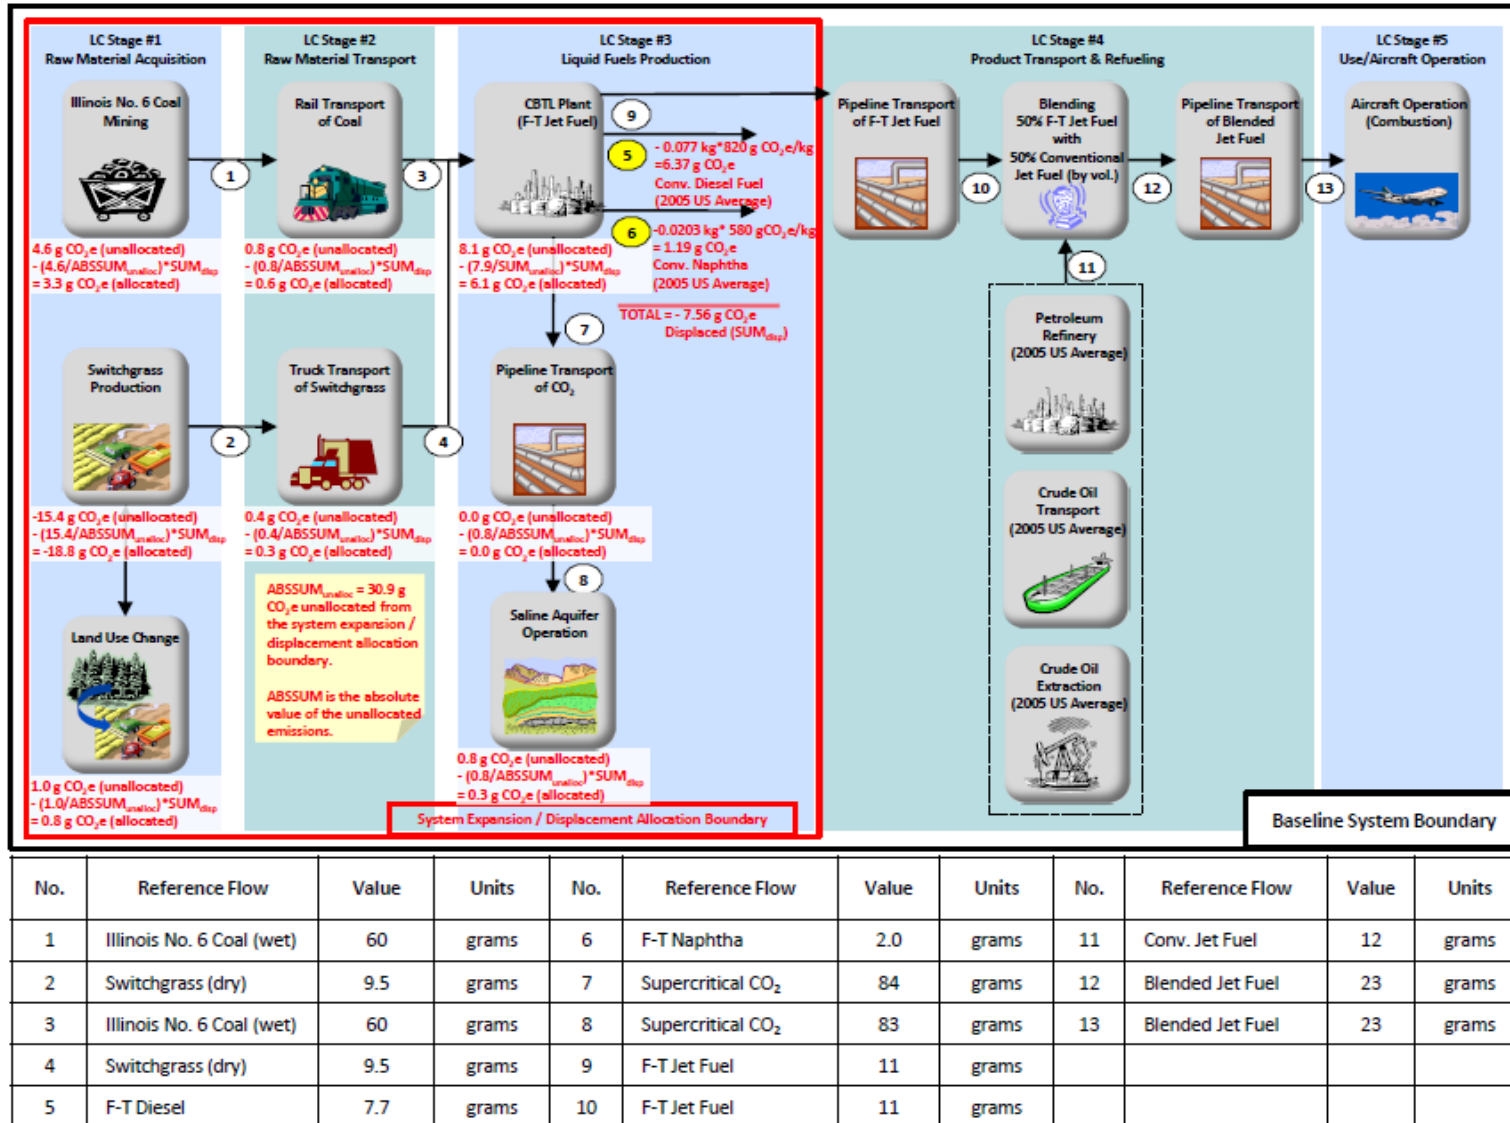 LC Stage #1
Raw Material Acquisition
LC Stage #2
Raw Material Transport
LC Stage #3
Liquid Fuels Production
LC Stage #4
Product Transport & Refueling
LC Stage #5
Use/Aircraft Operation
Illinois No. 6 Coal
Mining
1
4.6 g CO₂e (unallocated)
- (4.6/ABSSUM_unalloc)*SUM_disp
= 3.3 g CO₂e (allocated)
Rail Transport
of Coal
3
0.8 g CO₂e (unallocated)
- (0.8/ABSSUM_unalloc)*SUM_disp
= 0.6 g CO₂e (allocated)
CBTL Plant
(F-T Jet Fuel)
9
5
- 0.077 kg*820 g CO₂e/kg
=6.37 g CO₂e
Conv. Diesel Fuel
(2005 US Average)
6
-0.0203 kg* 580 gCO₂e/kg
= 1.19 g CO₂e
Conv. Naphtha
(2005 US Average)
TOTAL = - 7.56 g CO₂e
Displaced (SUM_disp)
8.1 g CO₂e (unallocated)
- (7.9/SUM_unalloc)*SUM_disp
= 6.1 g CO₂e (allocated)
7
Pipeline Transport
of F-T Jet Fuel
10
Blending
50% F-T Jet Fuel
with
50% Conventional
Jet Fuel (by vol.)
12
Pipeline Transport
of Blended
Jet Fuel
13
Aircraft Operation
(Combustion)
11
Petroleum
Refinery
(2005 US Average)
Crude Oil
Transport
(2005 US Average)
Crude Oil
Extraction
(2005 US Average)
Switchgrass
Production
2
-15.4 g CO₂e (unallocated)
- (15.4/ABSSUM_unalloc)*SUM_disp
= -18.8 g CO₂e (allocated)
Truck Transport
of Switchgrass
4
0.4 g CO₂e (unallocated)
- (0.4/ABSSUM_unalloc)*SUM_disp
= 0.3 g CO₂e (allocated)
Pipeline Transport
of CO₂
0.0 g CO₂e (unallocated)
- (0.8/ABSSUM_unalloc)*SUM_disp
= 0.0 g CO₂e (allocated)
8
Land Use Change
1.0 g CO₂e (unallocated)
- (1.0/ABSSUM_unalloc)*SUM_disp
= 0.8 g CO₂e (allocated)
ABSSUM_unalloc = 30.9 g
CO₂e unallocated from
the system expansion /
displacement allocation
boundary.
ABSSUM is the absolute
value of the unallocated
emissions.
Saline Aquifer
Operation
0.8 g CO₂e (unallocated)
- (0.8/ABSSUM_unalloc)*SUM_disp
= 0.3 g CO₂e (allocated)
System Expansion / Displacement Allocation Boundary
Baseline System Boundary
No. Reference Flow Value Units No. Reference Flow Value Units No. Reference Flow Value Units
1 Illinois No. 6 Coal (wet) 60 grams 6 F-T Naphtha 2.0 grams 11 Conv. Jet Fuel 12 grams
2 Switchgrass (dry) 9.5 grams 7 Supercritical CO₂ 84 grams 12 Blended Jet Fuel 23 grams
3 Illinois No. 6 Coal (wet) 60 grams 8 Supercritical CO₂ 83 grams 13 Blended Jet Fuel 23 grams
4 Switchgrass (dry) 9.5 grams 9 F-T Jet Fuel 11 grams
5 F-T Diesel 7.7 grams 10 F-T Jet Fuel 11 grams